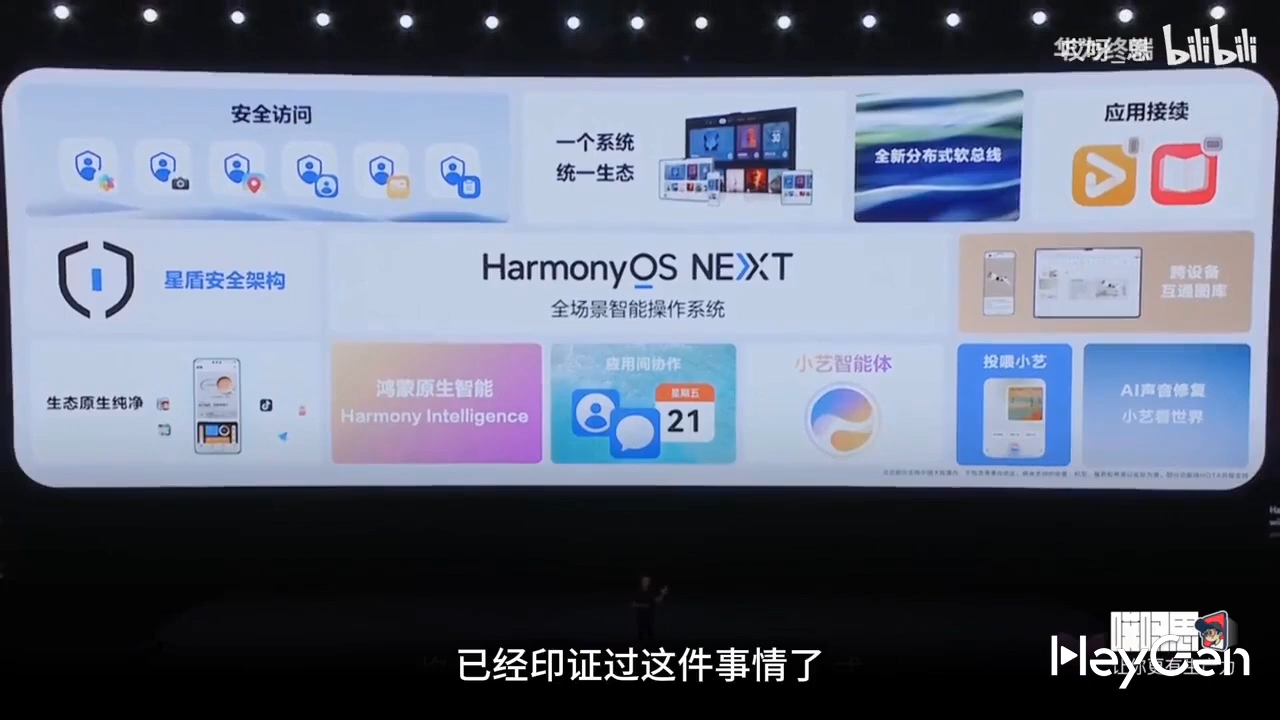 bilibili
安全访问
一个系统
统一生态
全新分布式软总线
应用接续
星盾安全架构
HarmonyOS NEXT
全场景智能操作系统
跨设备
互通图库
生态原生纯净
鸿蒙原生智能
Harmony Intelligence
应用间协作
星期五
21
小艺智能体
投喂小艺
AI声音修复
小艺看世界
已经印证过这件事情了
HeyGen